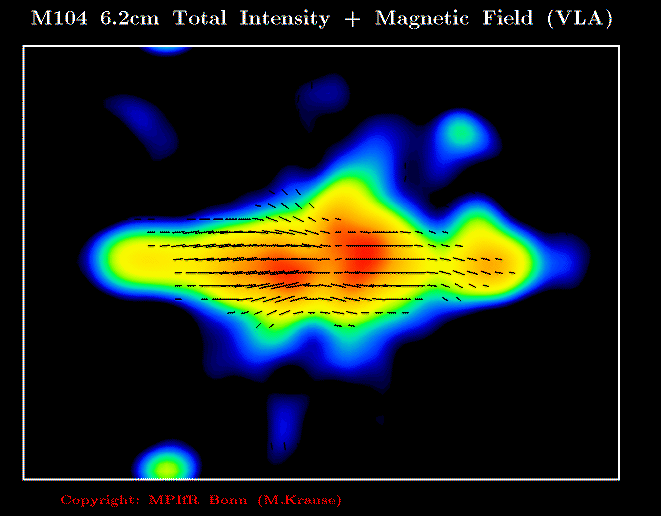 M104 6.2cm Total Intensity + Magnetic Field (VLA)
Copyright: MPIfR Bonn (M.Krause)